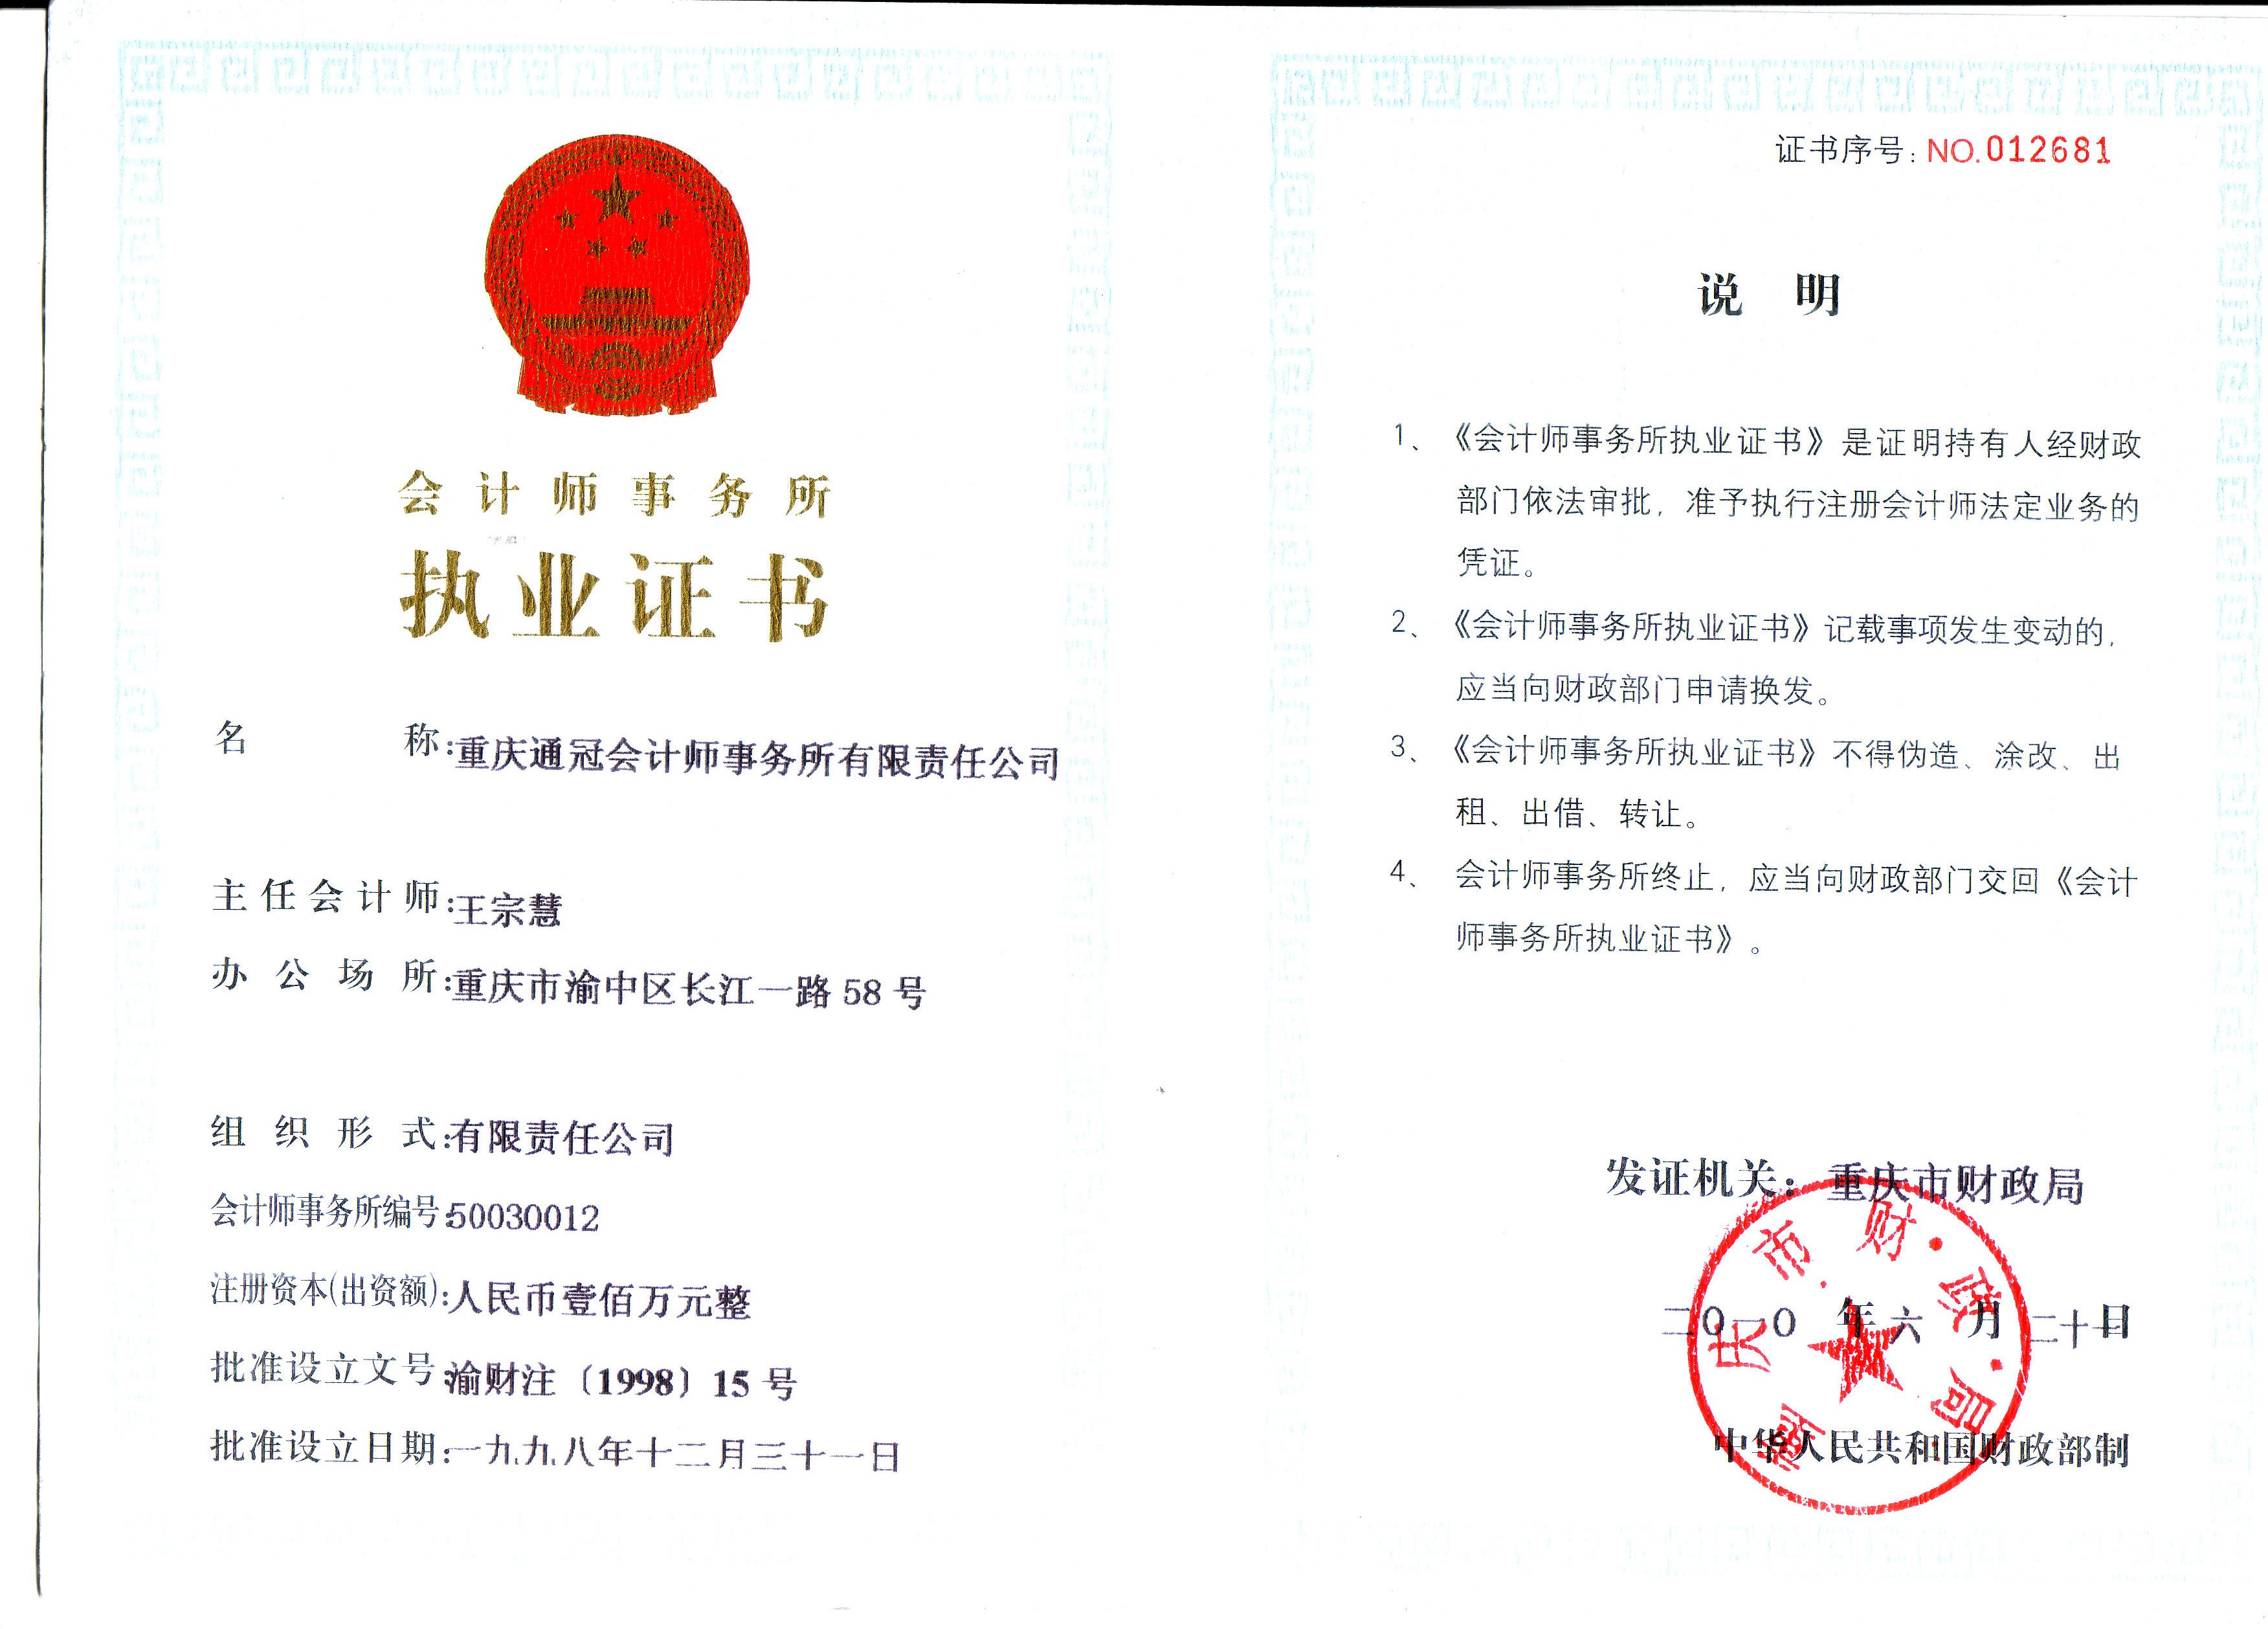 会计师事务所
执业证书
名称:重庆通冠会计师事务所有限责任公司
主任会计师:王宗慧
办公场所:重庆市渝中区长江一路58号
组织形式:有限责任公司
会计师事务所编号:50030012
注册资本(出资额):人民币壹佰万元整
批准设立文号:渝财注〔1998〕15号
批准设立日期:一九九八年十二月三十一日
证书序号:NO.012681
说明
1、《会计师事务所执业证书》是证明持有人经财政
部门依法审批，准予执行注册会计师法定业务的
凭证。
2、《会计师事务所执业证书》记载事项发生变动的，
应当向财政部门申请换发。
3、《会计师事务所执业证书》不得伪造、涂改、出
租、出借、转让。
4、会计师事务所终止，应当向财政部门交回《会计
师事务所执业证书》。
发证机关：重庆市财政局
二〇一〇年六月二十日
中华人民共和国财政部制
重庆市财政局